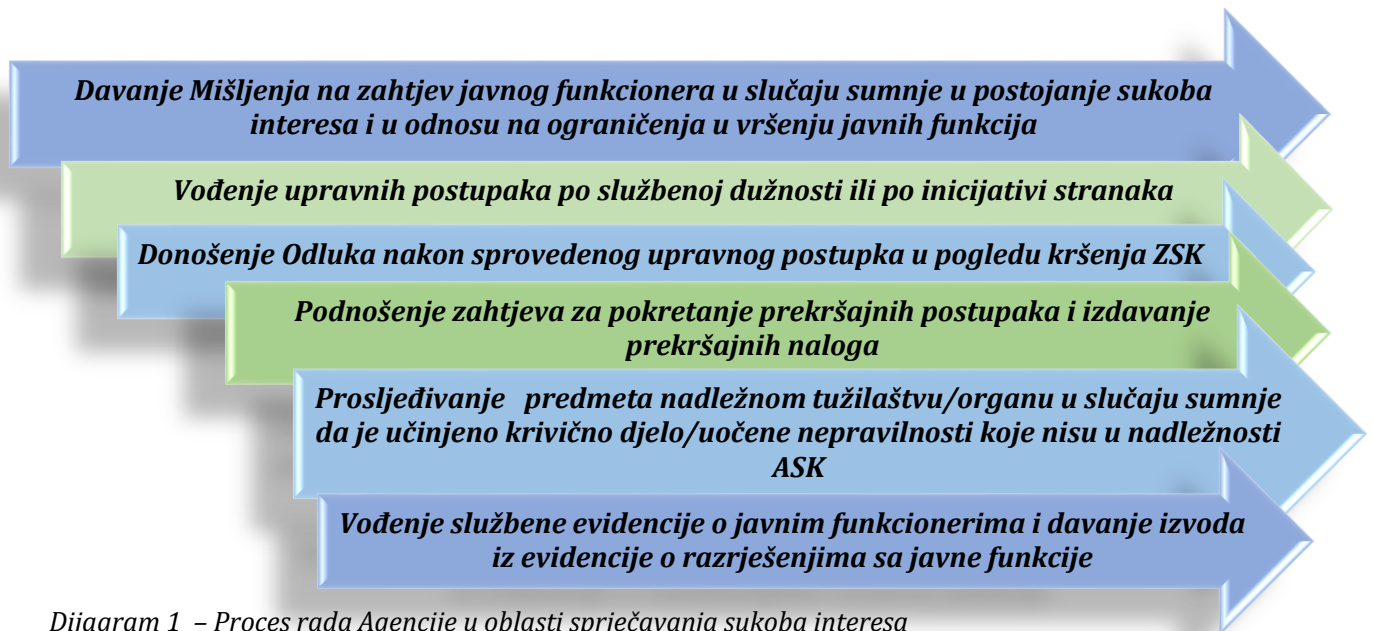 Davanje Mišljenja na zahtjev javnog funkcionera u slučaju sumnje u postojanje sukoba
interesa i u odnosu na ograničenja u vršenju javnih funkcija
Vođenje upravnih postupaka po službenoj dužnosti ili po inicijativi stranaka
Donošenje Odluka nakon sprovedenog upravnog postupka u pogledu kršenja ZSK
Podnošenje zahtjeva za pokretanje prekršajnih postupaka i izdavanje
prekršajnih naloga
Prosljeđivanje predmeta nadležnom tužilaštvu/organu u slučaju sumnje
da je učinjeno krivično djelo/uočene nepravilnosti koje nisu u nadležnosti
ASK
Vođenje službene evidencije o javnim funkcionerima i davanje izvoda
iz evidencije o razrješenjima sa javne funkcije
Dijagram 1 – Proces rada Agencije u oblasti sprječavanja sukoba interesa